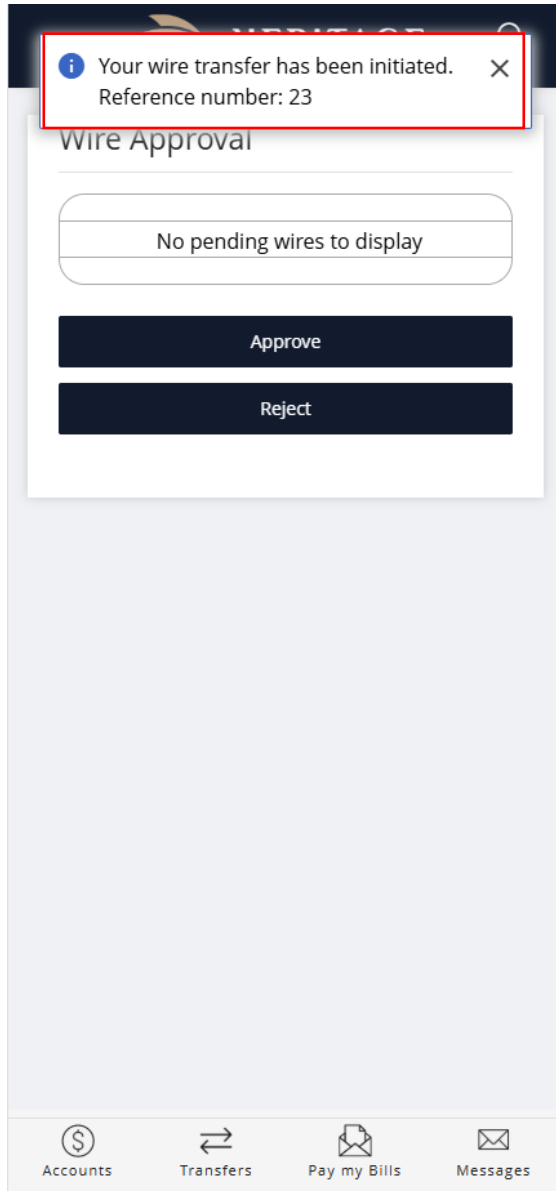 Your wire transfer has been initiated.
Reference number: 23
Wire Approval
No pending wires to display
Approve
Reject
Accounts
Transfers
Pay my Bills
Messages